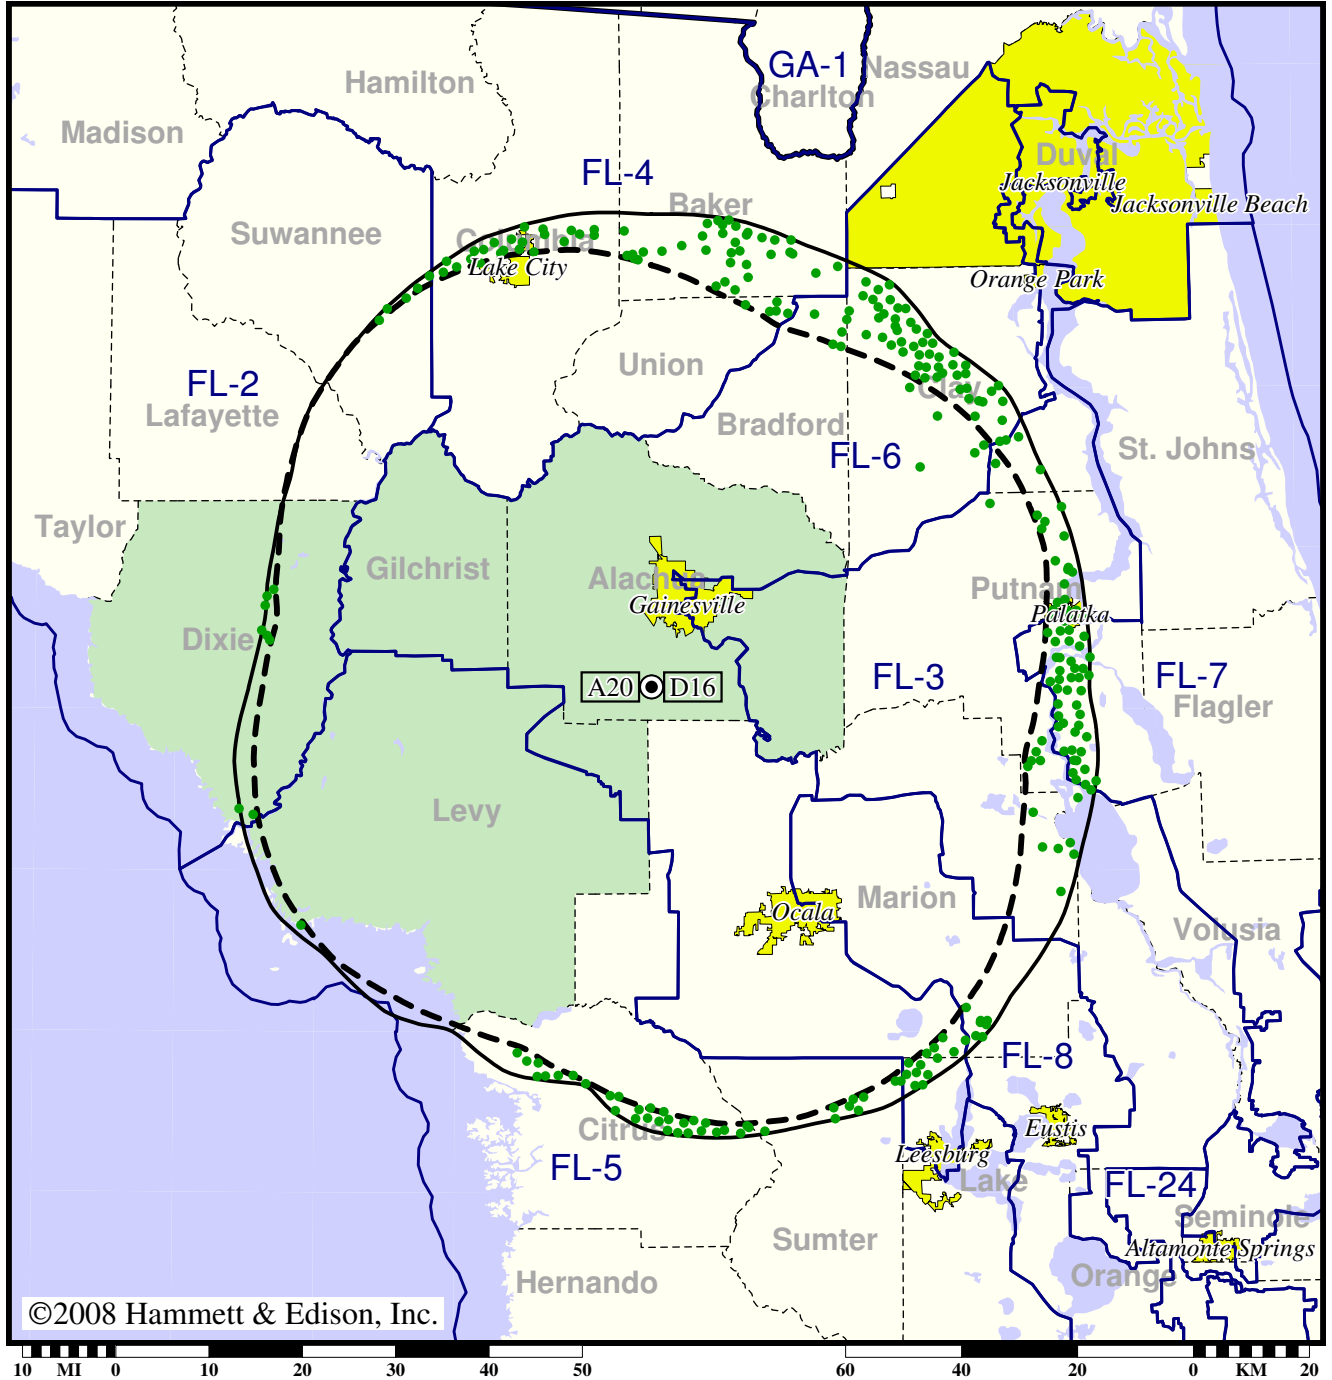 GA-1
Nassau
Hamilton
Charlton
Madison
Duval
FL-4
Jacksonville
Baker
Jacksonville Beach
Suwannee
Columbia
Lake City
Orange Park
Union
FL-2
Clay
Lafayette
Bradford
St. Johns
FL-6
Taylor
Gilchrist
Alachua
Putnam
Gainesville
Palatka
Dixie
FL-3
FL-7
A20
D16
Flagler
Levy
Marion
Ocala
Volusia
FL-8
Citrus
Eustis
Leesburg
FL-5
Lake
FL-24
Seminole
Sumter
Altamonte Springs
Orange
Hernando
©2008 Hammett & Edison, Inc.
10 MI 0 10 20 30 40 50 60 40 20 0 KM 20